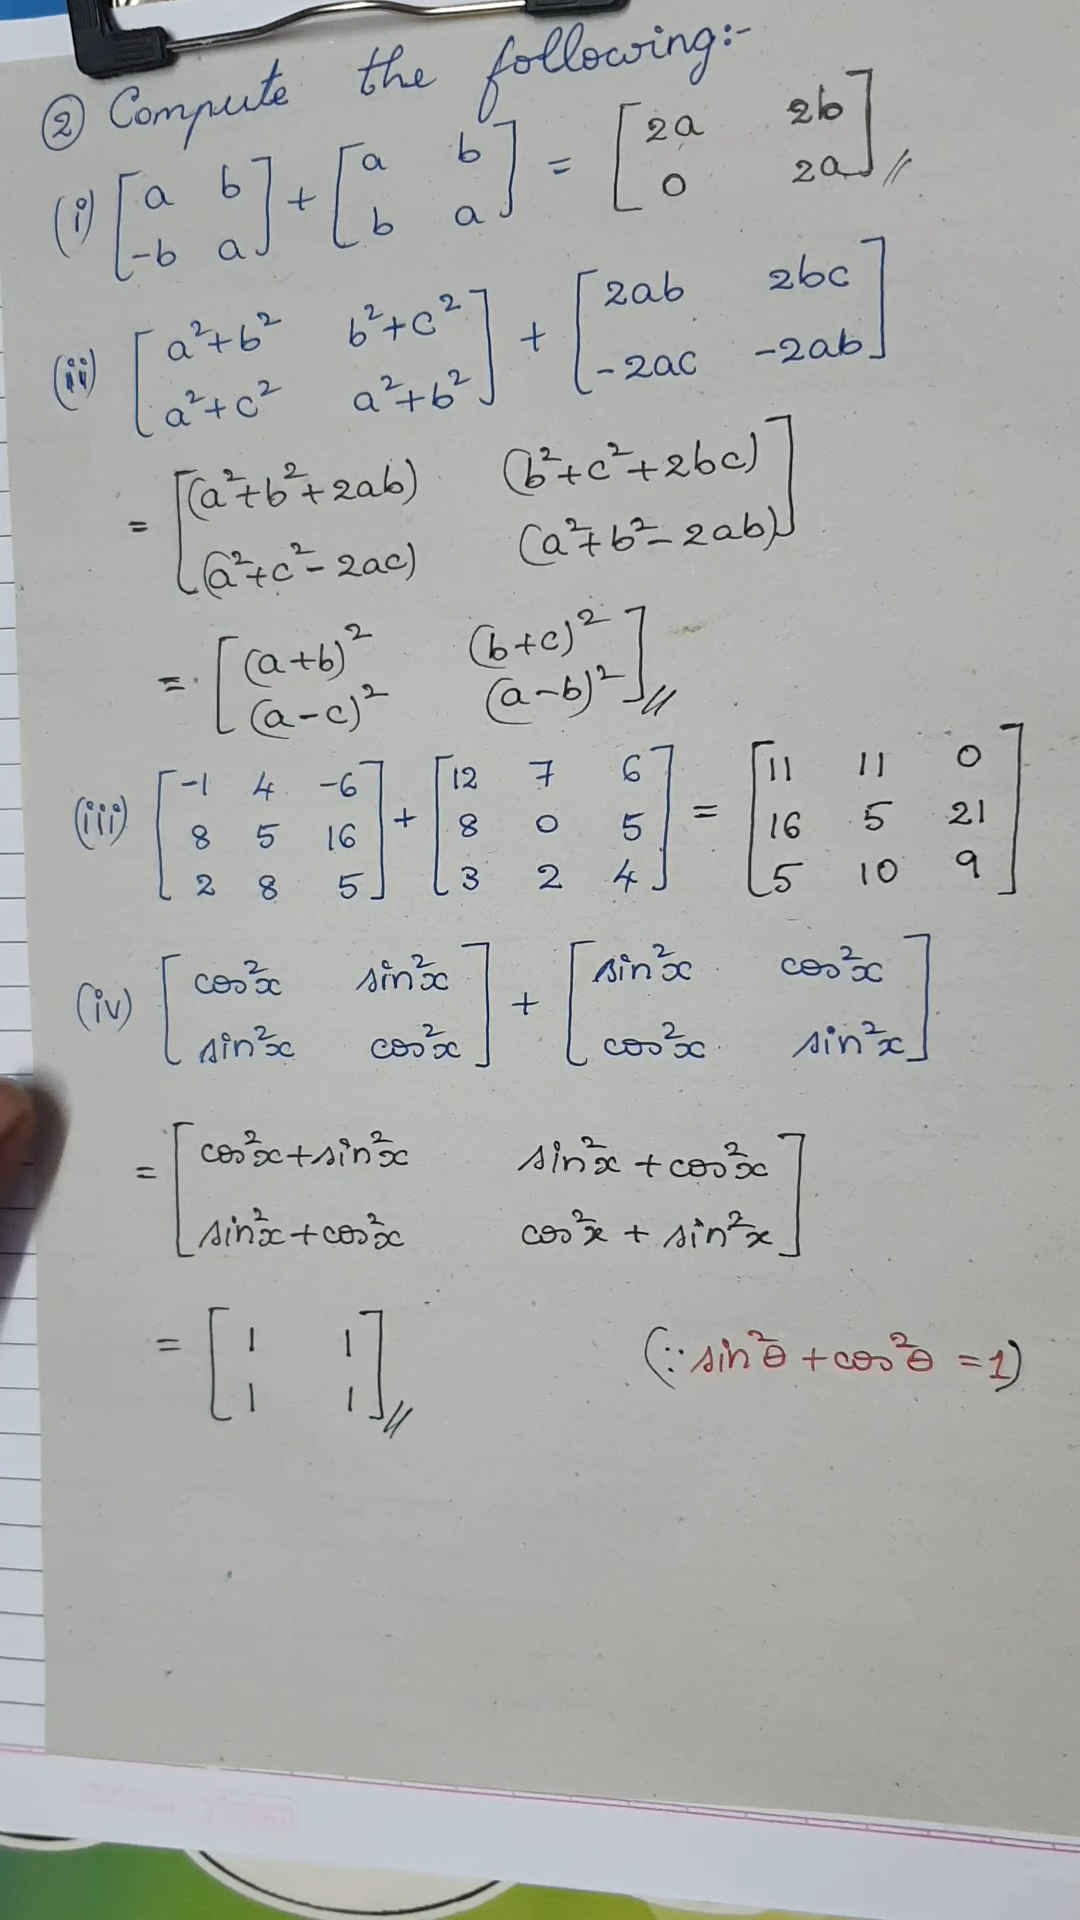 ② Compute the following:-
(i) [a b; -b a] + [a b; b a] = [2a 2b; 0 2a] //
(ii) [a²+b² b²+c²; a²+c² a²+b²] + [2ab 2bc; -2ac -2ab]
= [(a²+b²+2ab) (b²+c²+2bc); (a²+c²-2ac) (a²+b²-2ab)]
= [(a+b)² (b+c)²; (a-c)² (a-b)²] //
(iii) [-1 4 -6; 8 5 16; 2 8 5] + [12 7 6; 8 0 5; 3 2 4] = [11 11 0; 16 5 21; 5 10 9]
(iv) [cos²x sin²x; sin²x cos²x] + [sin²x cos²x; cos²x sin²x]
= [cos²x+sin²x sin²x+cos²x; sin²x+cos²x cos²x+sin²x]
= [1 1; 1 1] // (∵ sin²θ+cos²θ=1)